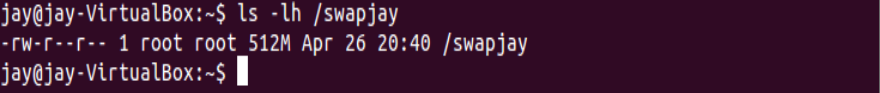 jay@jay-VirtualBox:~$ ls -lh /swapjay
-rw-r--r-- 1 root root 512M Apr 26 20:40 /swapjay
jay@jay-VirtualBox:~$